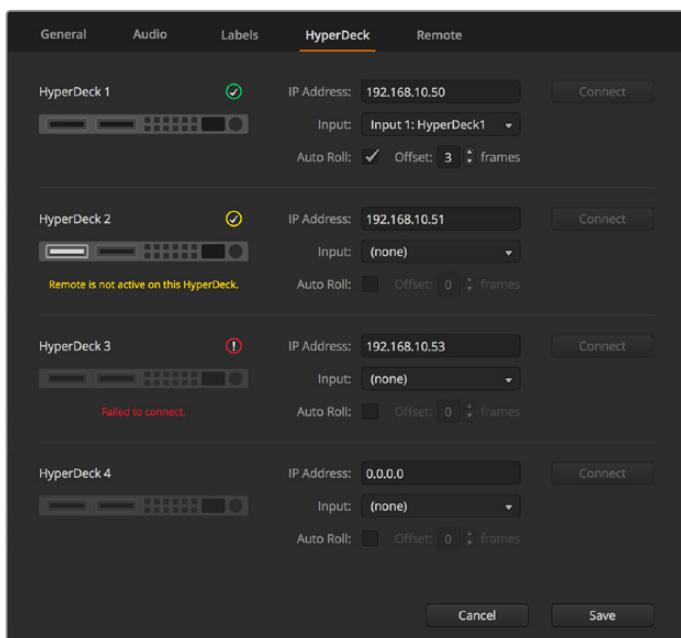 General Audio Labels HyperDeck Remote
HyperDeck 1 IP Address: 192.168.10.50 Connect
Input: Input 1: HyperDeck1
Auto Roll: Offset: 3 frames
HyperDeck 2 IP Address: 192.168.10.51 Connect
Input: (none)
Remote is not active on this HyperDeck. Auto Roll: Offset: 0 frames
HyperDeck 3 IP Address: 192.168.10.53 Connect
Input: (none)
Failed to connect. Auto Roll: Offset: 0 frames
HyperDeck 4 IP Address: 0.0.0.0 Connect
Input: (none)
Auto Roll: Offset: 0 frames
Cancel Save